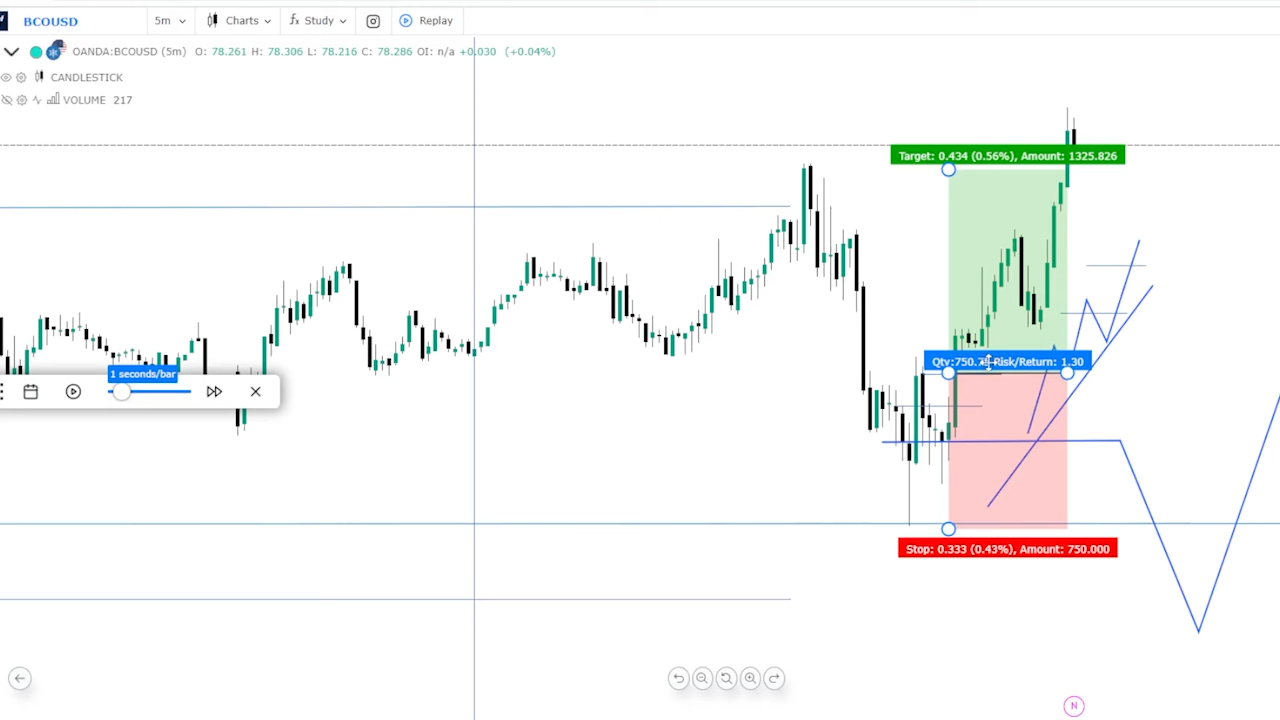 BCOUSD 5m Charts fx Study Replay
OANDA:BCOUSD (5m) O: 78.261 H: 78.306 L: 78.216 C: 78.286 OI: n/a +0.030 (+0.04%)
CANDLESTICK
VOLUME 217
Target: 0.434 (0.56%), Amount: 1325.826
Risk/Return: 1.30
1 seconds/bar
Stop: 0.333 (0.43%), Amount: 750.000
N